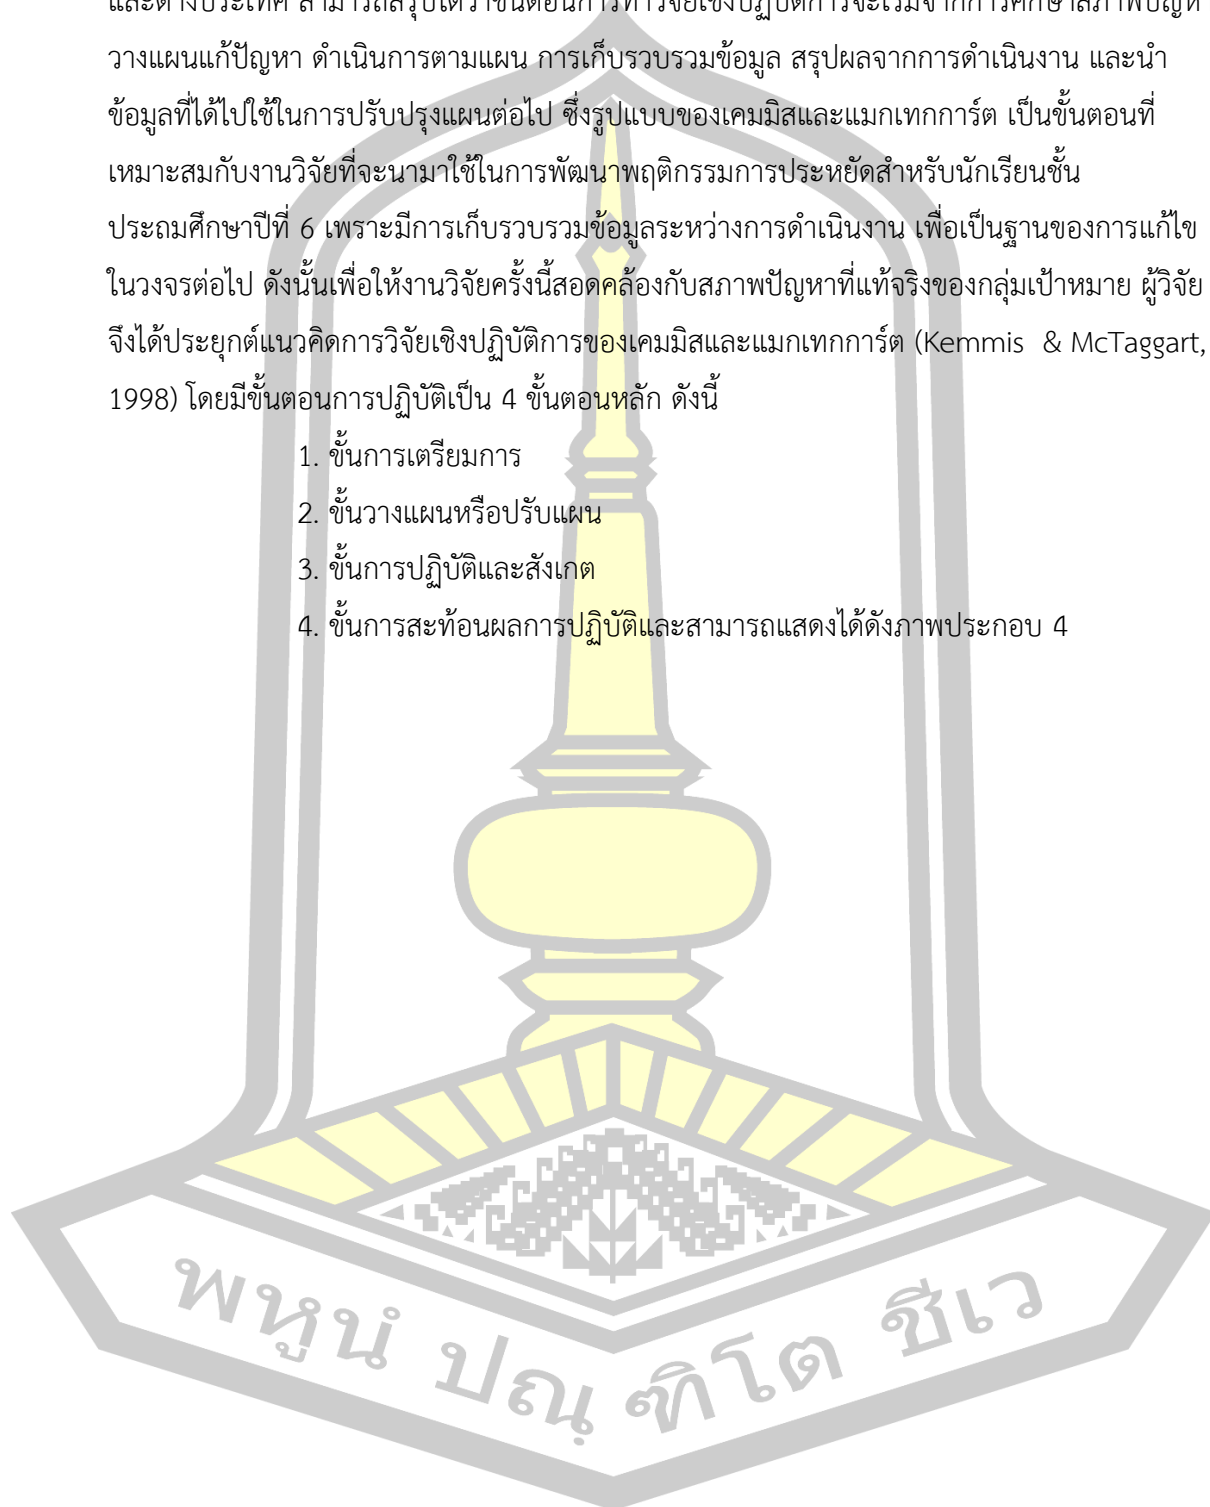 และต่างประเทศ สามารถสรุปได้ว่าขั้นตอนการทำวิจัยเชิงปฏิบัติการจะเริ่มจากการศึกษาสภาพปัญห
วางแผนแก้ปัญหา ดำเนินการตามแผน การเก็บรวบรวมข้อมูล สรุปผลจากการดำเนินงาน และนำ
ข้อมูลที่ได้ไปใช้ในการปรับปรุงแผนต่อไป ซึ่งรูปแบบของเคมมิสและแมกเทกการ์ต เป็นขั้นตอนที่
เหมาะสมกับงานวิจัยที่จะนามาใช้ในการพัฒนาพฤติกรรมการประหยัดสำหรับนักเรียนชั้น
ประถมศึกษาปีที่ 6 เพราะมีการเก็บรวบรวมข้อมูลระหว่างการดำเนินงาน เพื่อเป็นฐานของการแก้ไข
ในวงจรต่อไป ดังนั้นเพื่อให้งานวิจัยครั้งนี้สอดคล้องกับสภาพปัญหาที่แท้จริงของกลุ่มเป้าหมาย ผู้วิจัย
จึงได้ประยุกต์แนวคิดการวิจัยเชิงปฏิบัติการของเคมมิสและแมกเทกการ์ต (Kemmis & McTaggart,
1998) โดยมีขั้นตอนการปฏิบัติเป็น 4 ขั้นตอนหลัก ดังนี้
1. ขั้นการเตรียมการ
2. ขั้นวางแผนหรือปรับแผน
3. ขั้นการปฏิบัติและสังเกต
4. ขั้นการสะท้อนผลการปฏิบัติและสามารถแสดงได้ดังภาพประกอบ 4
พหูนํ ปณฺฑิโต ชีเว